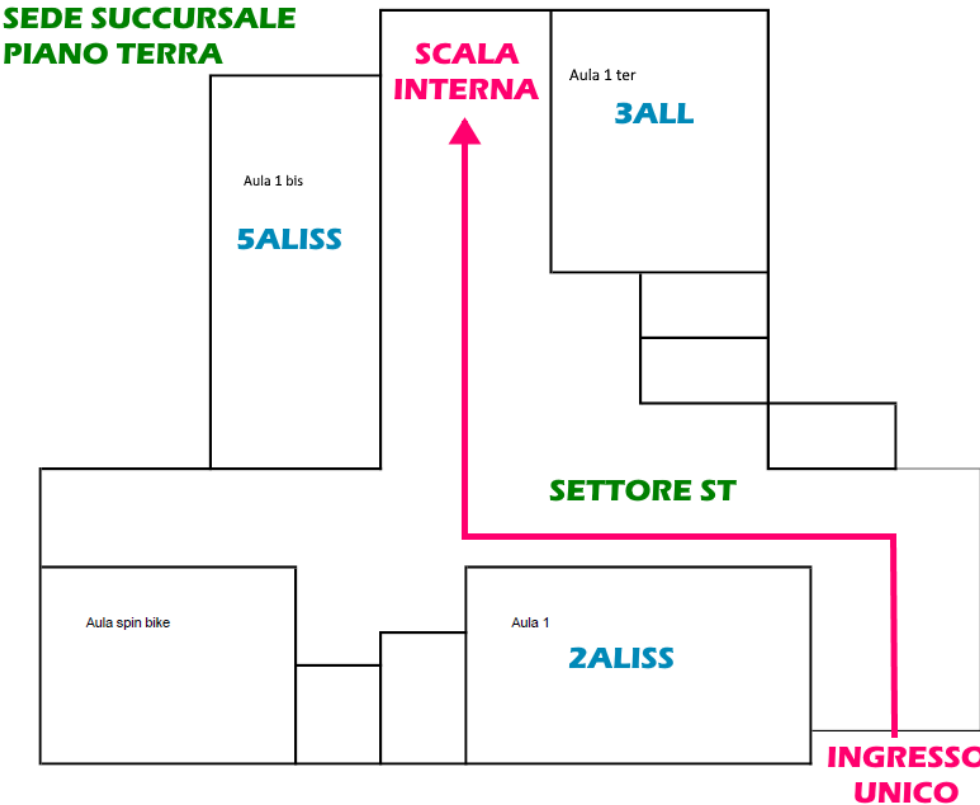 SEDE SUCCURSALE
PIANO TERRA
SCALA
INTERNA
Aula 1 ter
3ALL
Aula 1 bis
5ALISS
SETTORE ST
Aula spin bike
Aula 1
2ALISS
INGRESSO
UNICO